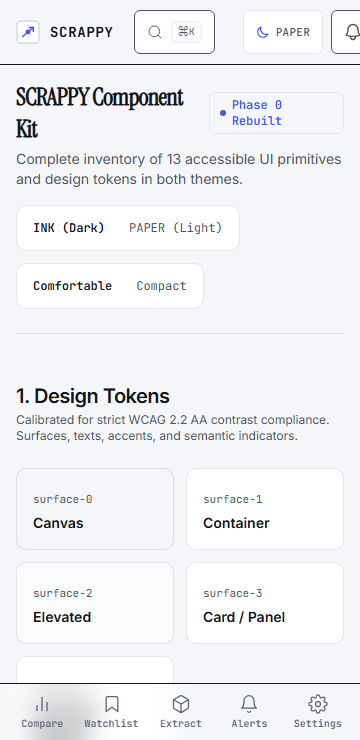 SCRAPPY
⌘K
PAPER
SCRAPPY Component
Kit
Phase 0
Rebuilt
Complete inventory of 13 accessible UI primitives
and design tokens in both themes.
INK (Dark) PAPER (Light)
Comfortable Compact
1. Design Tokens
Calibrated for strict WCAG 2.2 AA contrast compliance.
Surfaces, texts, accents, and semantic indicators.
surface-0
Canvas
surface-1
Container
surface-2
Elevated
surface-3
Card / Panel
Compare Watchlist Extract Alerts Settings